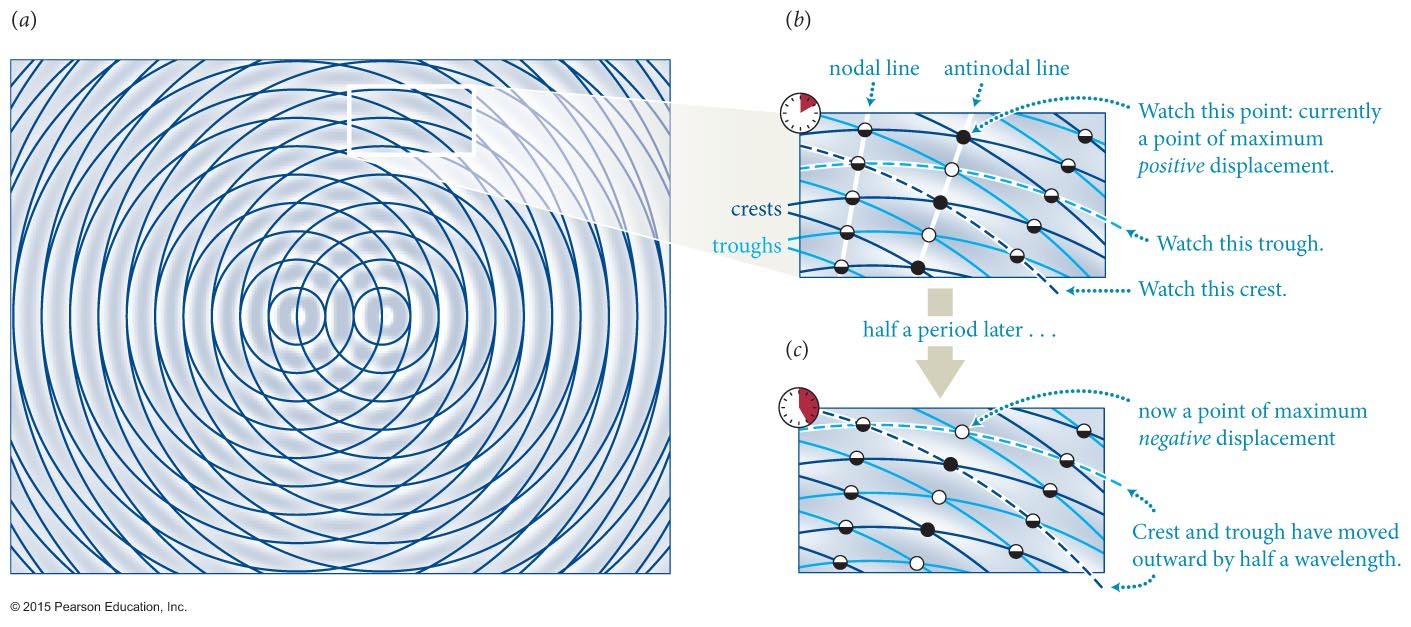 (a)
(b)
nodal line
antinodal line
Watch this point: currently
a point of maximum
positive displacement.
crests
troughs
Watch this trough.
Watch this crest.
half a period later . . .
(c)
now a point of maximum
negative displacement
Crest and trough have moved
outward by half a wavelength.
© 2015 Pearson Education, Inc.